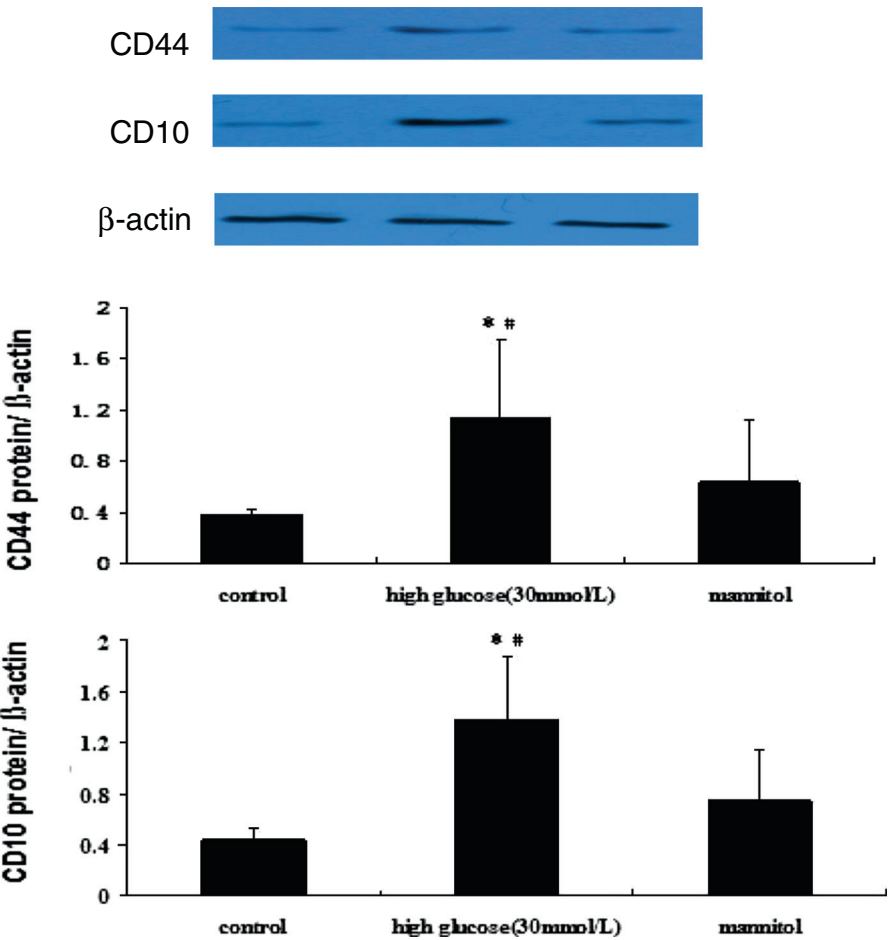 CD44
CD10
β-actin
CD44 protein/ß-actin
2
1.6
1.2
0.8
0.4
0
* #
control high glucose(30mmol/L) mannitol
CD10 protein/ß-actin
2
1.6
1.2
0.8
0.4
0
* #
control high glucose(30mmol/L) mannitol